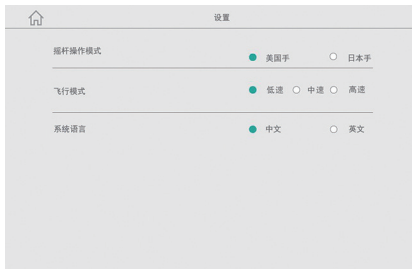 设置
摇杆操作模式 美国手 日本手
飞行模式 低速 中速 高速
系统语言 中文 英文